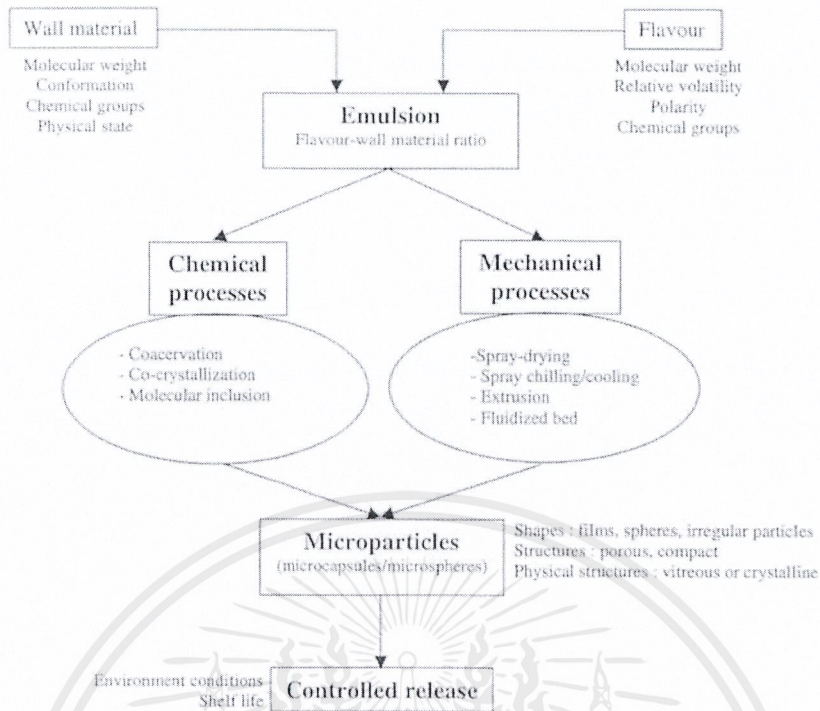 Wall material
Molecular weight
Conformation
Chemical groups
Physical state
Flavour
Molecular weight
Relative volatility
Polarity
Chemical groups
Emulsion
Flavour-wall material ratio
Chemical
processes
- Coacervation
- Co-crystallization
- Molecular inclusion
Mechanical
processes
-Spray-drying
- Spray chilling/cooling
- Extrusion
- Fluidized bed
Microparticles
(microcapsules/microspheres)
Shapes : films, spheres, irregular particles
Structures : porous, compact
Physical structures : vitreous or crystalline
Environment conditions
Shelf life
Controlled release